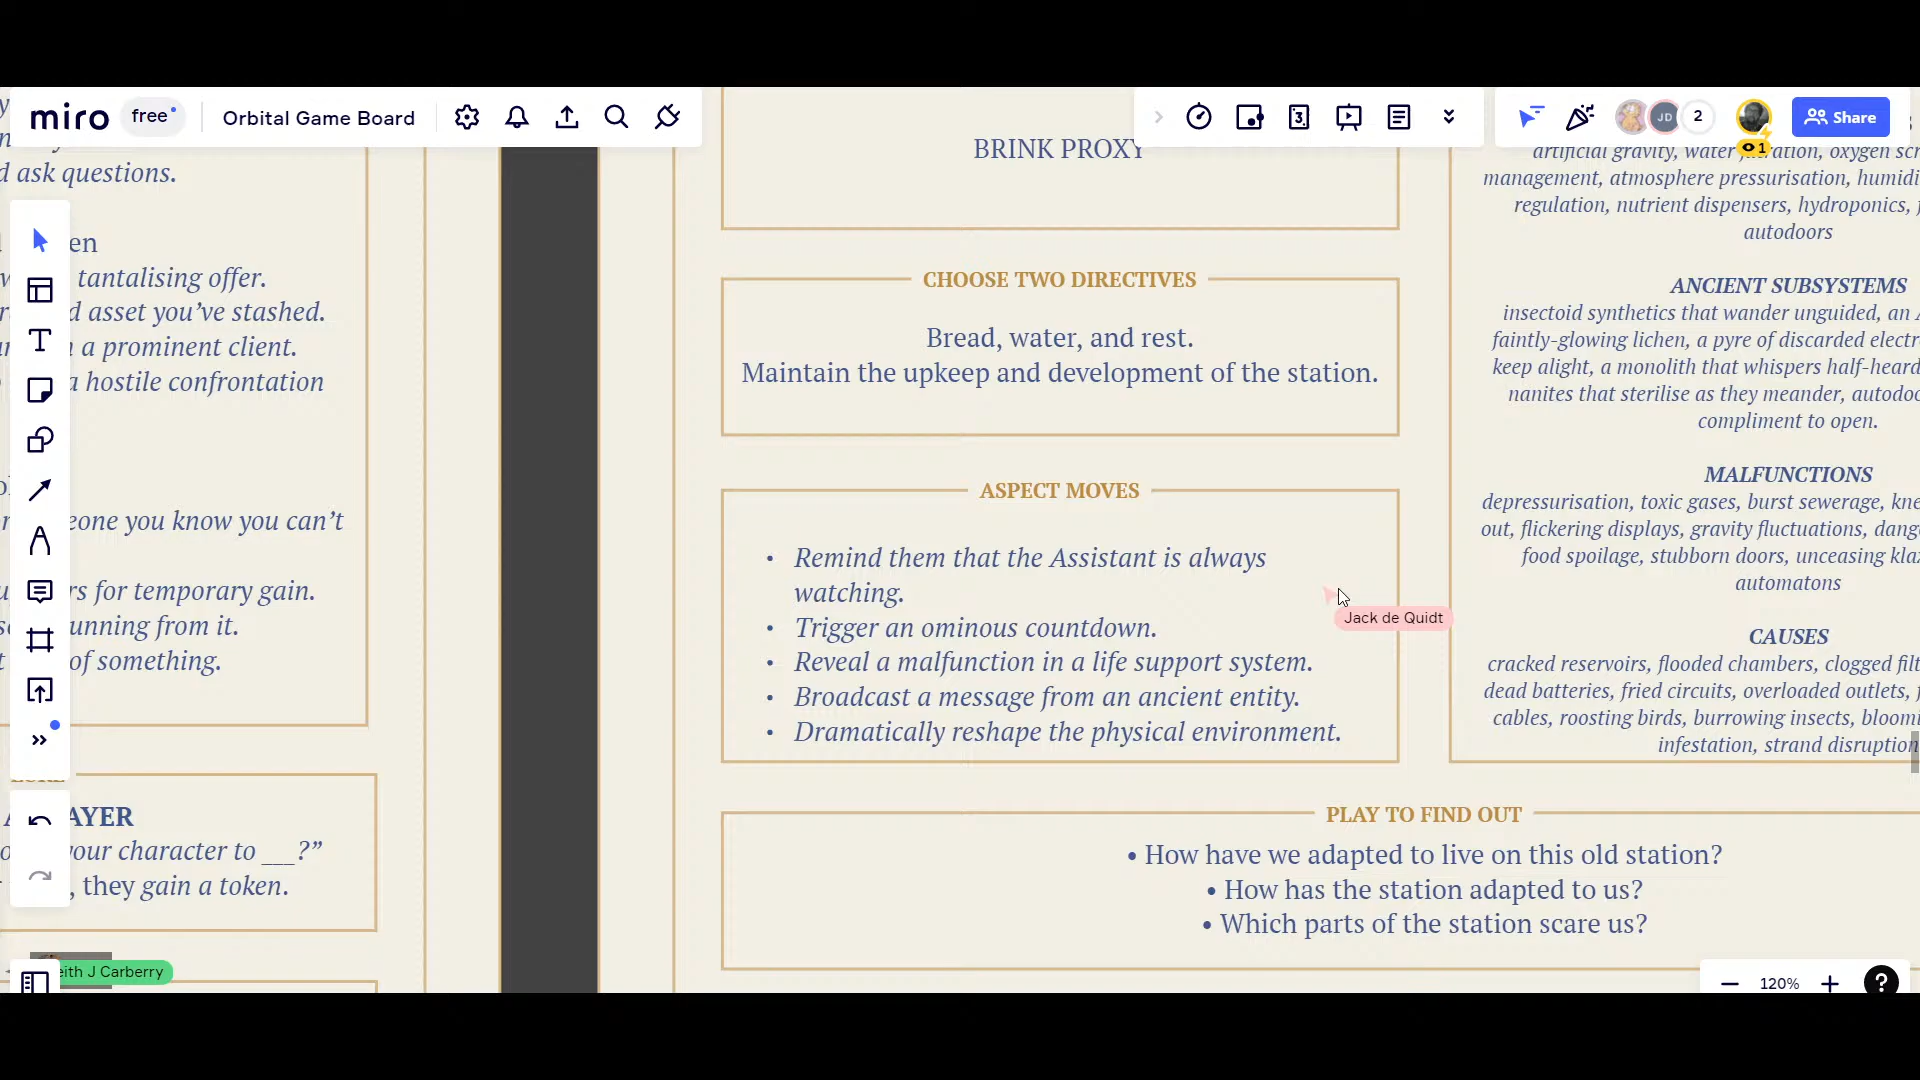 miro
free
Orbital Game Board
JD
2
Share
1
ask questions.
en
tantalising offer.
asset you've stashed.
a prominent client.
a hostile confrontation
you know you can't
for temporary gain.
running from it.
of something.
your character to ___?"
, they gain a token.
Keith J Carberry
BRINK PROXY
CHOOSE TWO DIRECTIVES
Bread, water, and rest.
Maintain the upkeep and development of the station.
ASPECT MOVES
• Remind them that the Assistant is always
watching.
• Trigger an ominous countdown.
• Reveal a malfunction in a life support system.
• Broadcast a message from an ancient entity.
• Dramatically reshape the physical environment.
Jack de Quidt
PLAY TO FIND OUT
• How have we adapted to live on this old station?
• How has the station adapted to us?
• Which parts of the station scare us?
artificial gravity, water filtration, oxygen
management, atmosphere pressurisation,
regulation, nutrient dispensers, hydroponics,
autodoors
ANCIENT SUBSYSTEMS
insectoid synthetics that wander unguided, an
faintly-glowing lichen, a pyre of discarded
keep alight, a monolith that whispers
nanites that sterilise as they meander,
compliment to open.
MALFUNCTIONS
depressurisation, toxic gases, burst sewerage,
out, flickering displays, gravity fluctuations,
food spoilage, stubborn doors, unceasing
automatons
CAUSES
cracked reservoirs, flooded chambers, clogged
dead batteries, fried circuits, overloaded outlets,
cables, roosting birds, burrowing insects,
infestation, strand disruption
120%